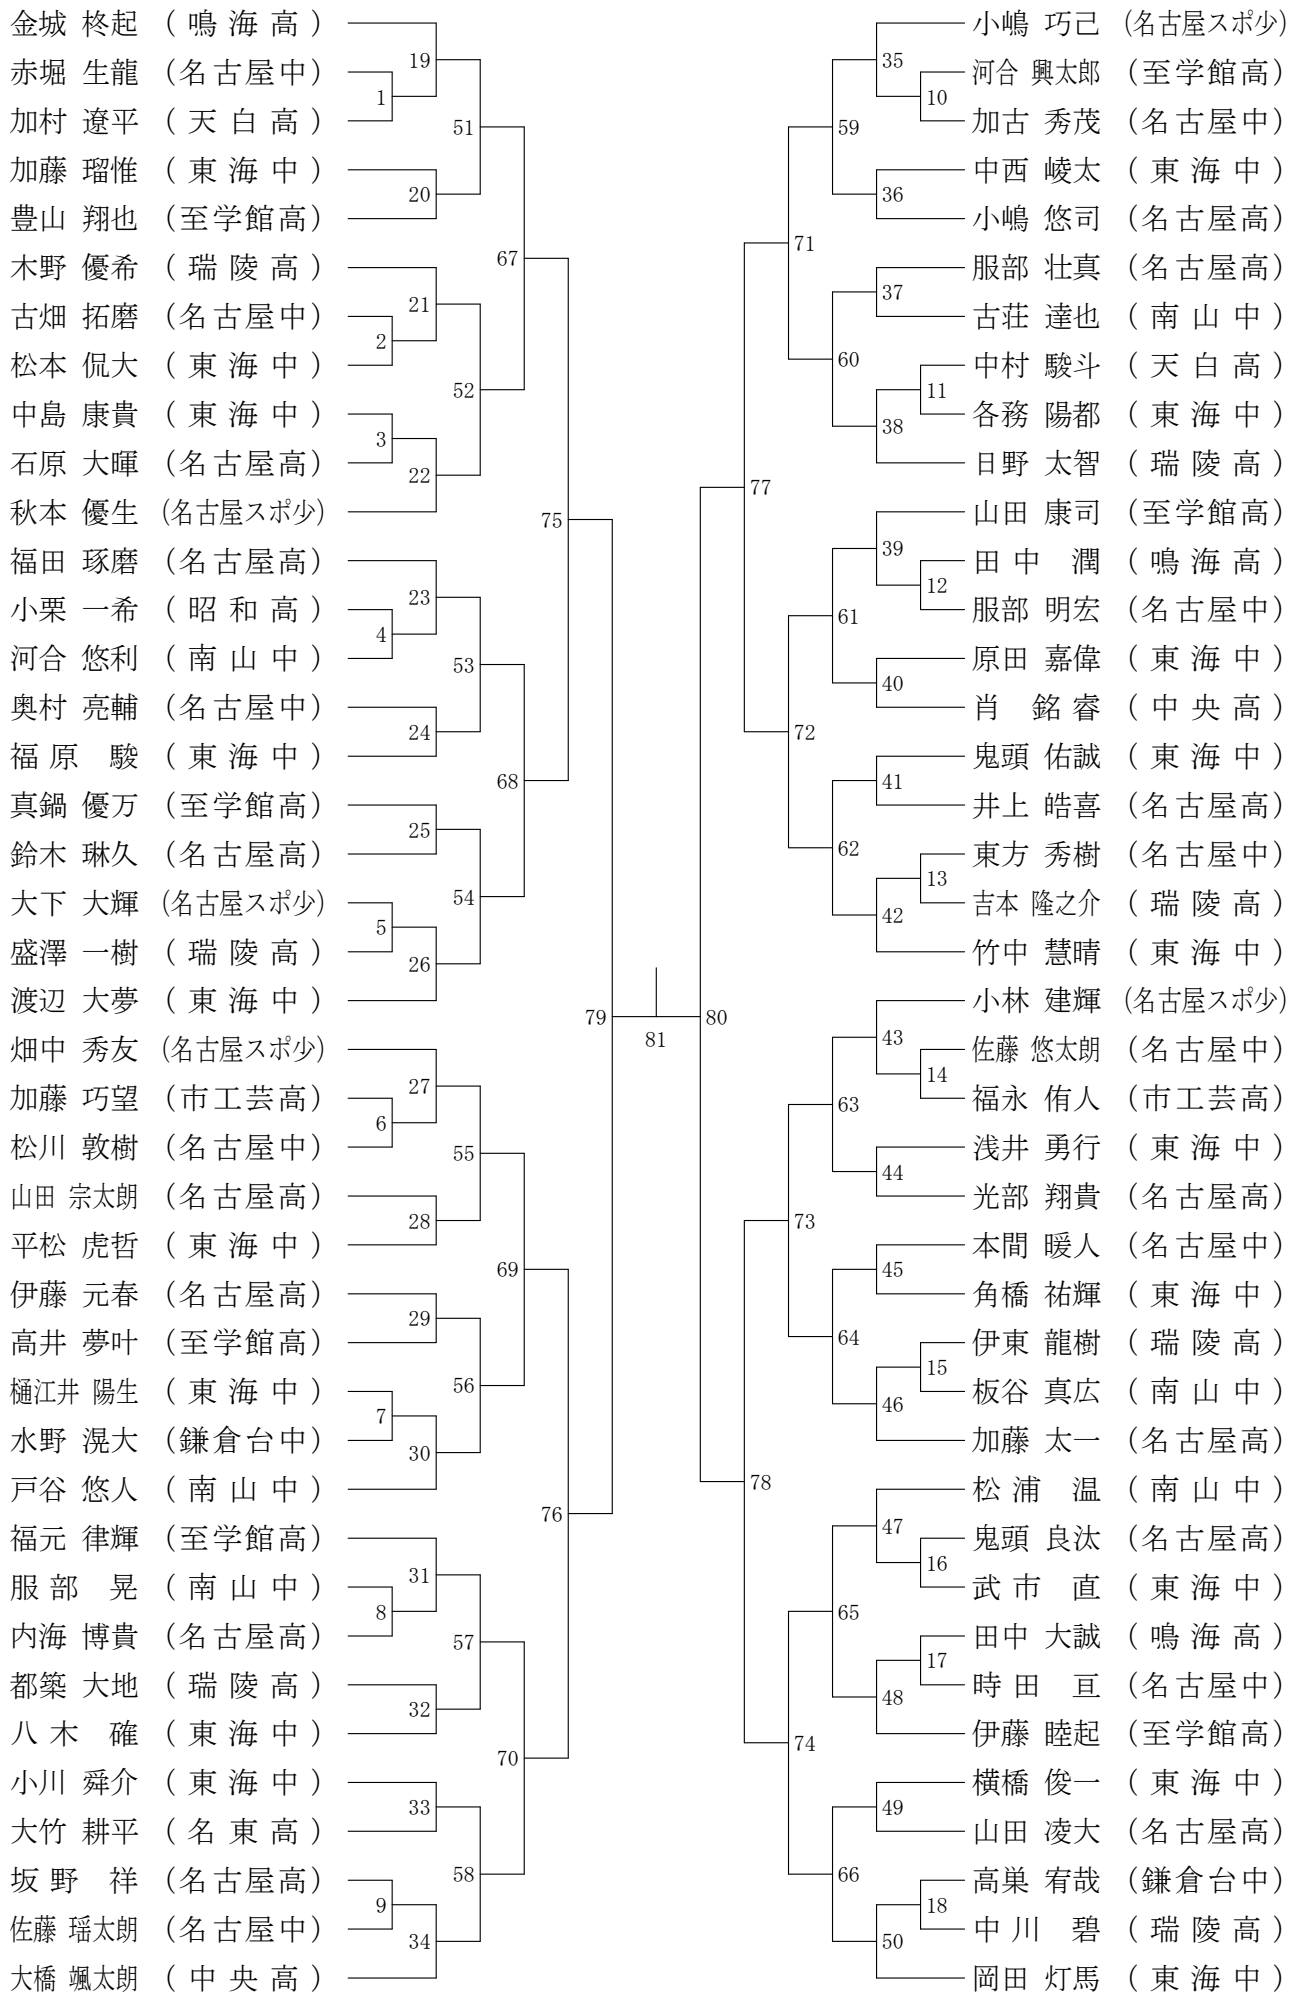 金城 柊起 （鳴海高）
赤堀 生龍 （名古屋中）
加村 遼平 （天白高）
加藤 瑠惟 （東海中）
豊山 翔也 （至学館高）
木野 優希 （瑞陵高）
古畑 拓磨 （名古屋中）
松本 侃大 （東海中）
中島 康貴 （東海中）
石原 大暉 （名古屋高）
秋本 優生 （名古屋スポ少）
福田 琢磨 （名古屋高）
小栗 一希 （昭和高）
河合 悠利 （南山中）
奥村 亮輔 （名古屋中）
福原 駿 （東海中）
真鍋 優万 （至学館高）
鈴木 琳久 （名古屋高）
大下 大輝 （名古屋スポ少）
盛澤 一樹 （瑞陵高）
渡辺 大夢 （東海中）
畑中 秀友 （名古屋スポ少）
加藤 巧望 （市工芸高）
松川 敦樹 （名古屋中）
山田 宗太朗 （名古屋高）
平松 虎哲 （東海中）
伊藤 元春 （名古屋高）
高井 夢叶 （至学館高）
樋江井 陽生 （東海中）
水野 滉大 （鎌倉台中）
戸谷 悠人 （南山中）
福元 律輝 （至学館高）
服部 晃 （南山中）
内海 博貴 （名古屋高）
都築 大地 （瑞陵高）
八木 確 （東海中）
小川 舜介 （東海中）
大竹 耕平 （名東高）
坂野 祥 （名古屋高）
佐藤 瑶太朗 （名古屋中）
大橋 颯太朗 （中央高）
19
1
51
20
67
21
2
52
3
22
75
23
4
53
24
68
25
54
5
26
79
27
6
55
28
69
29
56
7
30
76
31
8
57
32
70
33
58
9
34
81
80
35
10
59
36
71
37
60
11
38
77
39
12
61
40
72
41
62
13
42
43
14
63
44
73
45
64
15
46
78
47
16
65
17
48
74
49
66
18
50
小嶋 巧己 （名古屋スポ少）
河合 興太郎 （至学館高）
加古 秀茂 （名古屋中）
中西 崚太 （東海中）
小嶋 悠司 （名古屋高）
服部 壮真 （名古屋高）
古荘 達也 （南山中）
中村 駿斗 （天白高）
各務 陽都 （東海中）
日野 太智 （瑞陵高）
山田 康司 （至学館高）
田中 潤 （鳴海高）
服部 明宏 （名古屋中）
原田 嘉偉 （東海中）
肖 銘睿 （中央高）
鬼頭 佑誠 （東海中）
井上 皓喜 （名古屋高）
東方 秀樹 （名古屋中）
吉本 隆之介 （瑞陵高）
竹中 慧晴 （東海中）
小林 建輝 （名古屋スポ少）
佐藤 悠太朗 （名古屋中）
福永 侑人 （市工芸高）
浅井 勇行 （東海中）
光部 翔貴 （名古屋高）
本間 暖人 （名古屋中）
角橋 祐輝 （東海中）
伊東 龍樹 （瑞陵高）
板谷 真広 （南山中）
加藤 太一 （名古屋高）
松浦 温 （南山中）
鬼頭 良汰 （名古屋高）
武市 直 （東海中）
田中 大誠 （鳴海高）
時田 亘 （名古屋中）
伊藤 睦起 （至学館高）
横橋 俊一 （東海中）
山田 凌大 （名古屋高）
高巣 宥哉 （鎌倉台中）
中川 碧 （瑞陵高）
岡田 灯馬 （東海中）